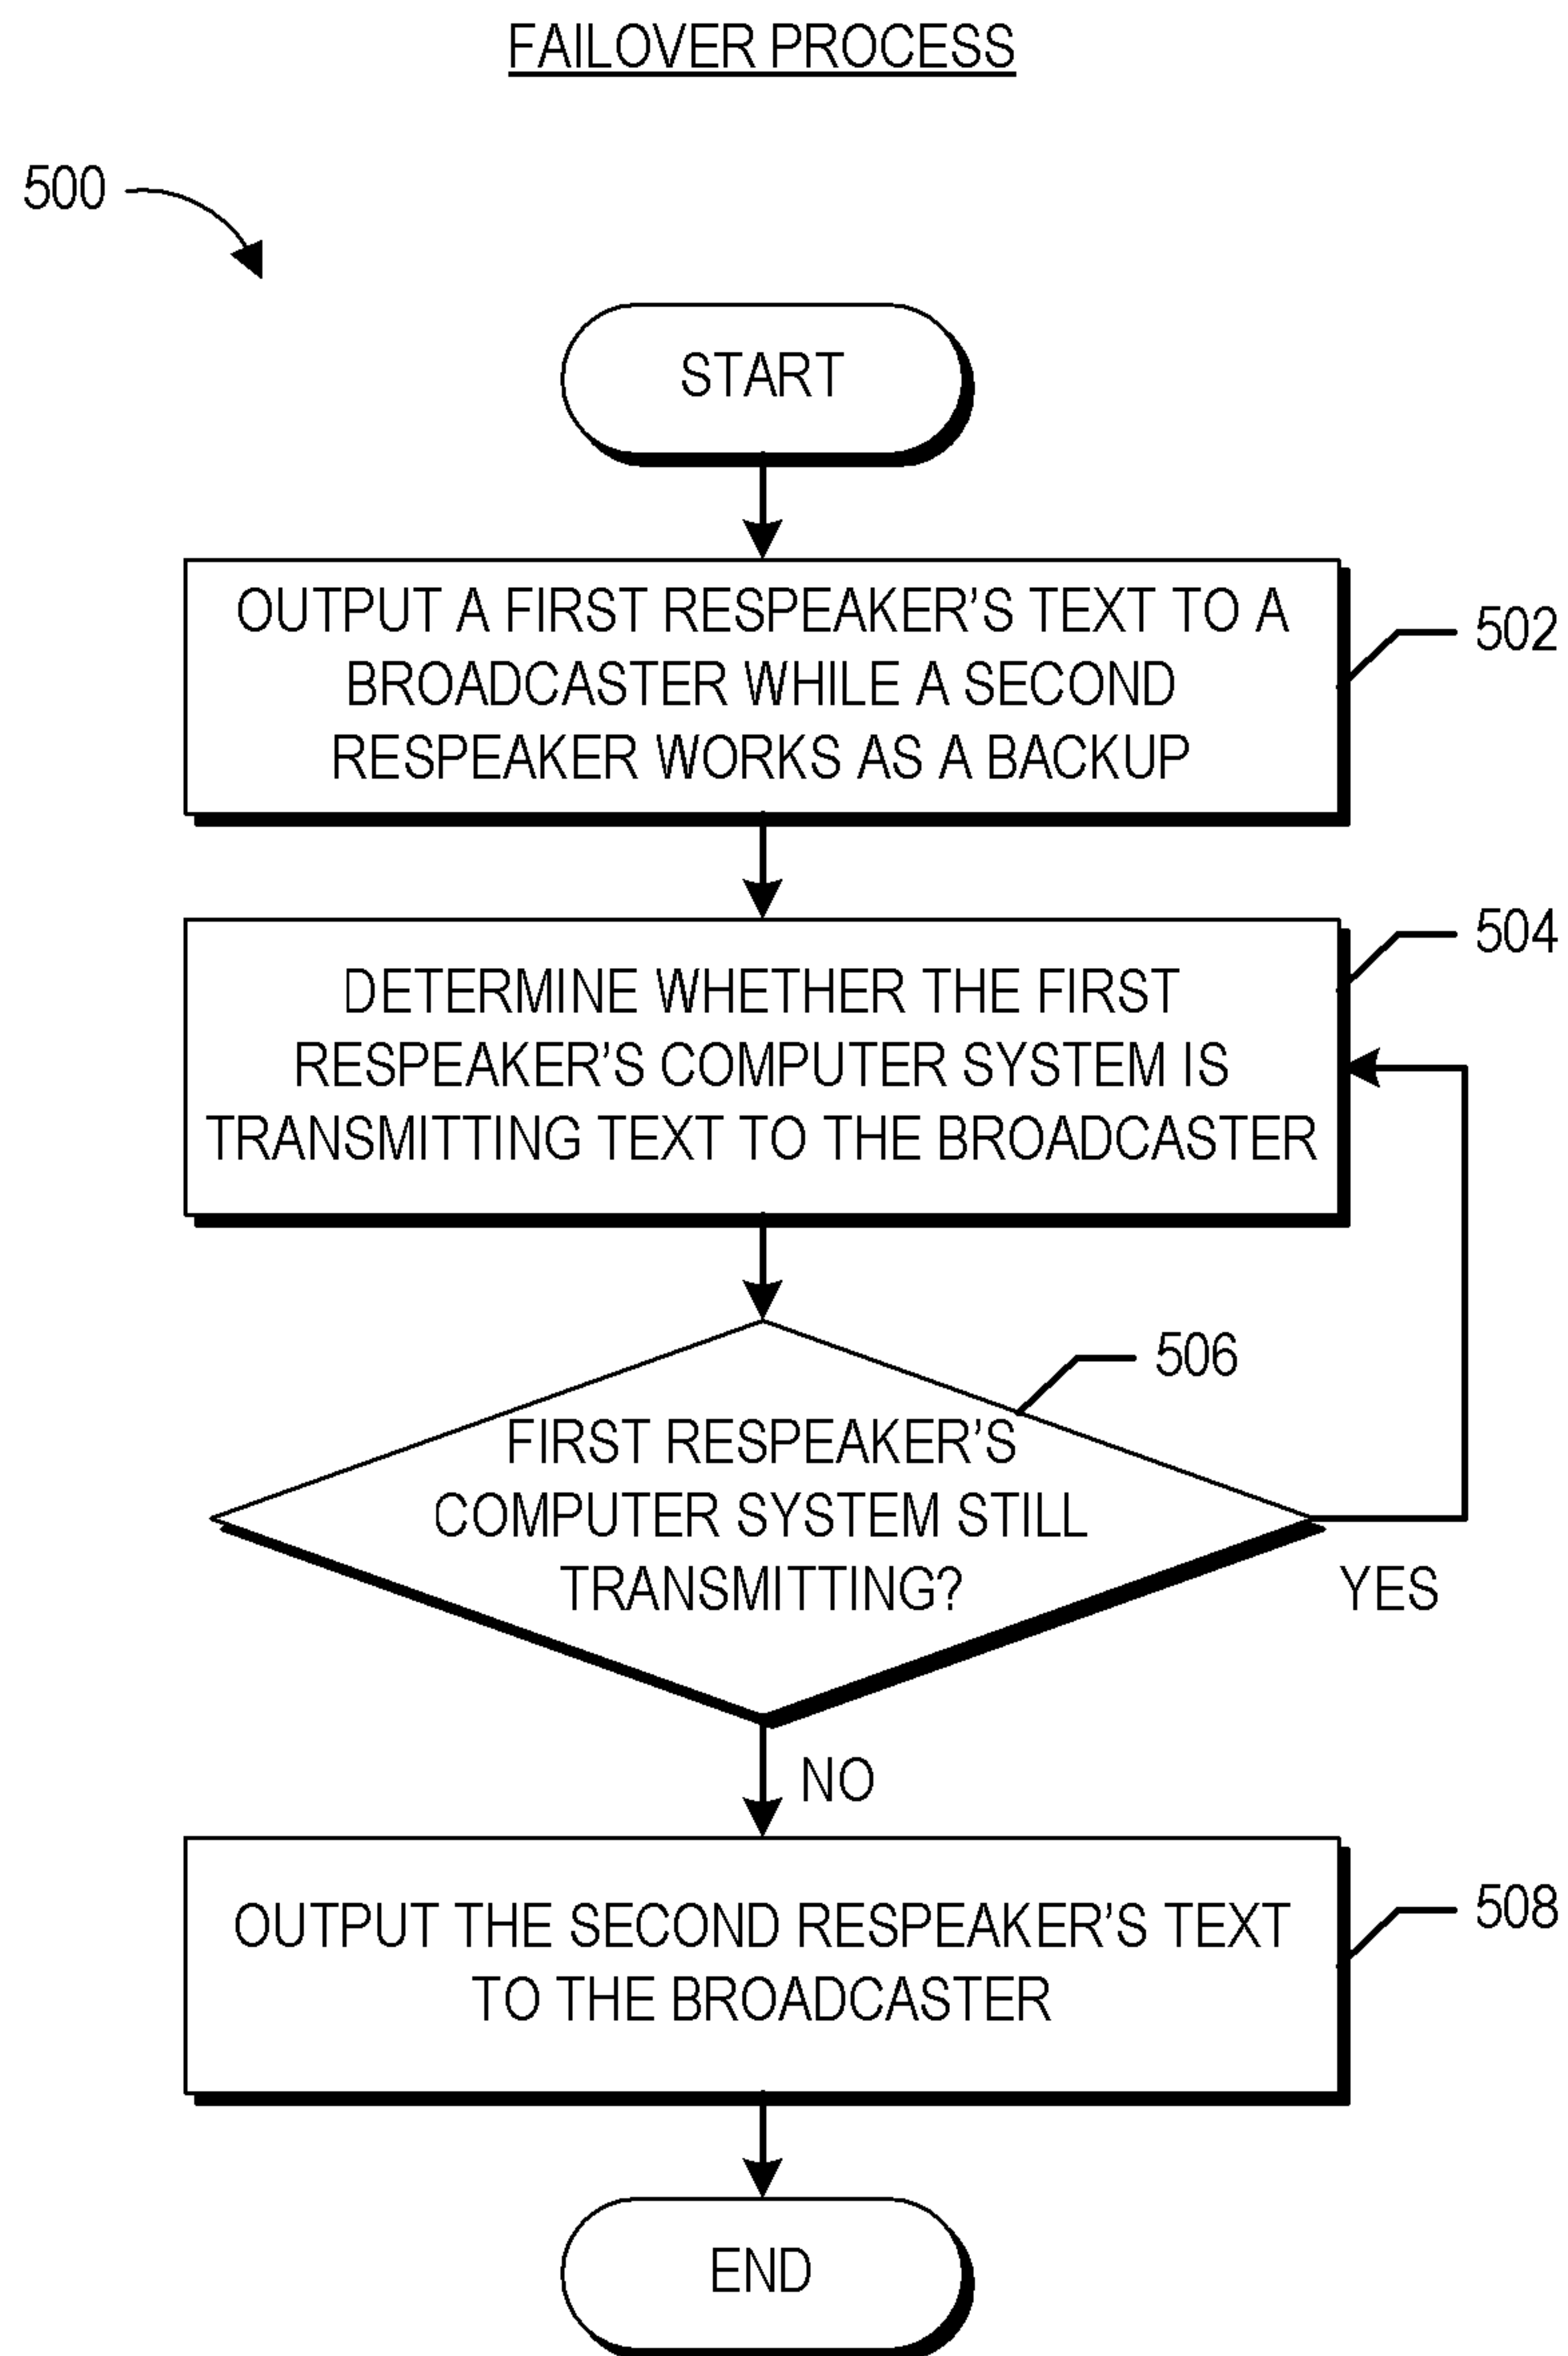 FAILOVER PROCESS
500
START
OUTPUT A FIRST RESPEAKER'S TEXT TO A
BROADCASTER WHILE A SECOND
RESPEAKER WORKS AS A BACKUP
502
DETERMINE WHETHER THE FIRST
RESPEAKER'S COMPUTER SYSTEM IS
TRANSMITTING TEXT TO THE BROADCASTER
504
506
FIRST RESPEAKER'S
COMPUTER SYSTEM STILL
TRANSMITTING?
YES
NO
OUTPUT THE SECOND RESPEAKER'S TEXT
TO THE BROADCASTER
508
END